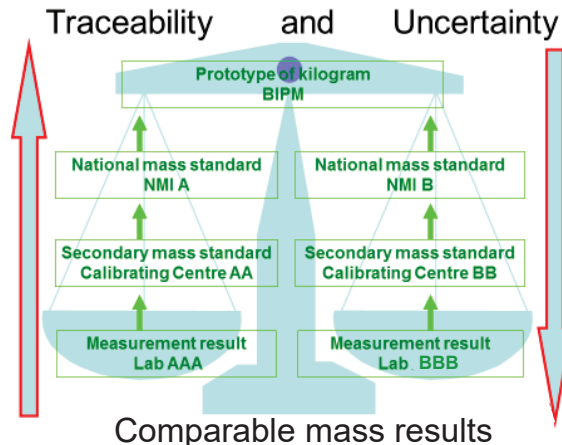 Traceability and Uncertainty
Prototype of kilogram
BIPM
National mass standard
NMI A
National mass standard
NMI B
Secondary mass standard
Calibrating Centre AA
Secondary mass standard
Calibrating Centre BB
Measurement result
Lab AAA
Measurement result
Lab . BBB
Comparable mass results